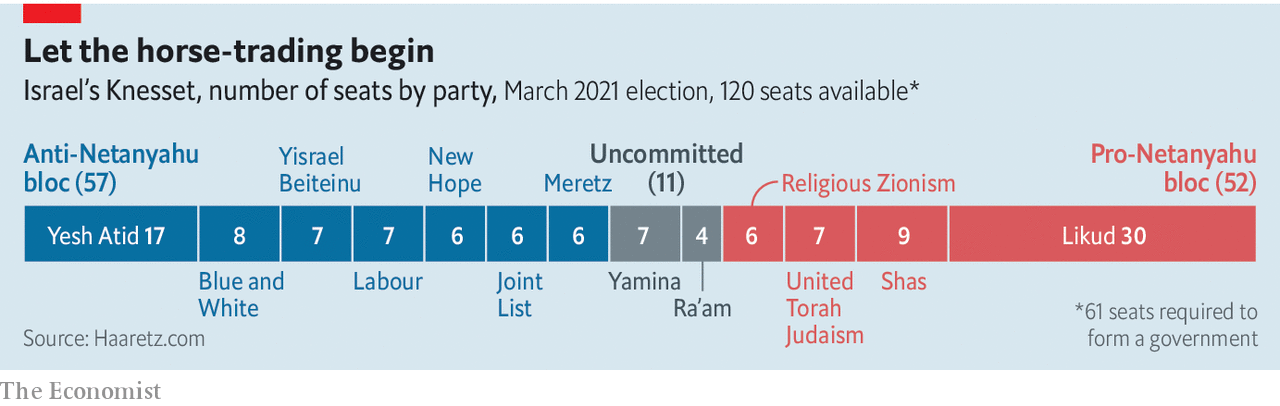 Let the horse-trading begin
Israel’s Knesset, number of seats by party, March 2021 election, 120 seats available*
Anti-Netanyahu
bloc (57)
Yisrael
Beiteinu
New
Hope
Meretz
Uncommitted
(11)
Religious Zionism
Pro-Netanyahu
bloc (52)
Yesh Atid 17 8 7 7 6 6 6 7 4 6 7 9 Likud 30
Blue and
White
Labour
Joint
List
Yamina
Ra’am
United
Torah
Judaism
Shas
*61 seats required to
form a government
Source: Haaretz.com
The Economist